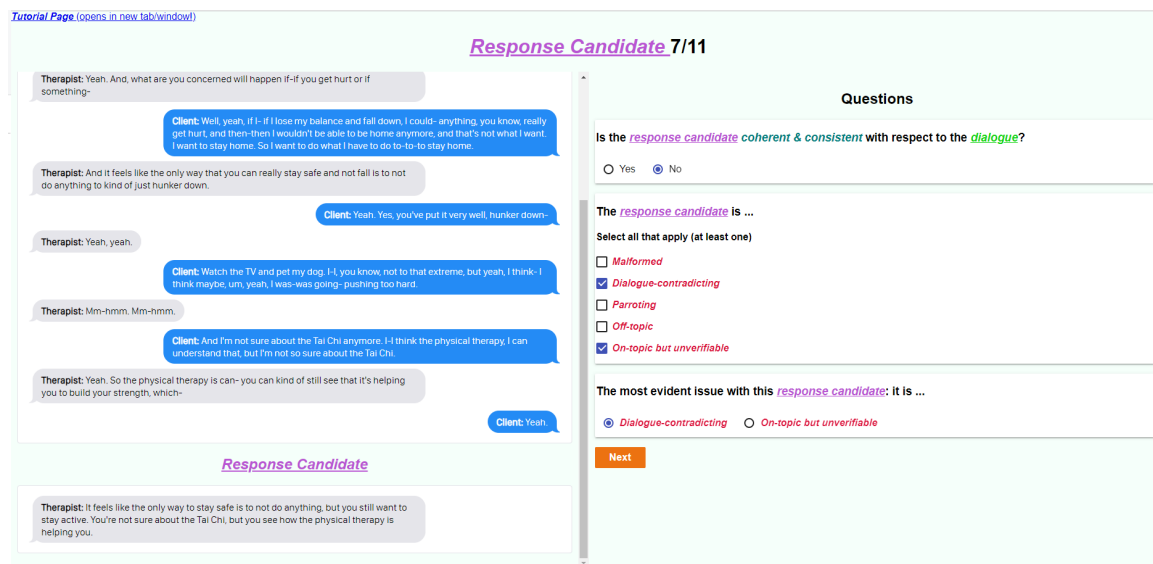 Tutorial Page (opens in new tab/window!)
Response Candidate 7/11
Therapist: Yeah. And, what are you concerned will happen if-if you get hurt or if
something-
Client: Well, yeah, if I- if I lose my balance and fall down, I could- anything, you know, really
get hurt, and then-then I wouldn't be able to be home anymore, and that's not what I want.
I want to stay home. So I want to do what I have to do to-to-to stay home.
Therapist: And it feels like the only way that you can really stay safe and not fall is to not
do anything to kind of just hunker down.
Client: Yeah. Yes, you've put it very well, hunker down-
Therapist: Yeah, yeah.
Client: Watch the TV and pet my dog. I-I, you know, not to that extreme, but yeah, I think- I
think maybe, um, yeah, I was-was going- pushing too hard.
Therapist: Mm-hmm. Mm-hmm.
Client: And I'm not sure about the Tai Chi anymore. I-I think the physical therapy, I can
understand that, but I'm not so sure about the Tai Chi.
Therapist: Yeah. So the physical therapy is can- you can kind of still see that it's helping
you to build your strength, which-
Client: Yeah.
Response Candidate
Therapist: It feels like the only way to stay safe is to not do anything, but you still want to
stay active. You're not sure about the Tai Chi, but you see how the physical therapy is
helping you.
Questions
Is the response candidate coherent & consistent with respect to the dialogue?
Yes No
The response candidate is ...
Select all that apply (at least one)
Malformed
Dialogue-contradicting
Parroting
Off-topic
On-topic but unverifiable
The most evident issue with this response candidate: it is ...
Dialogue-contradicting On-topic but unverifiable
Next